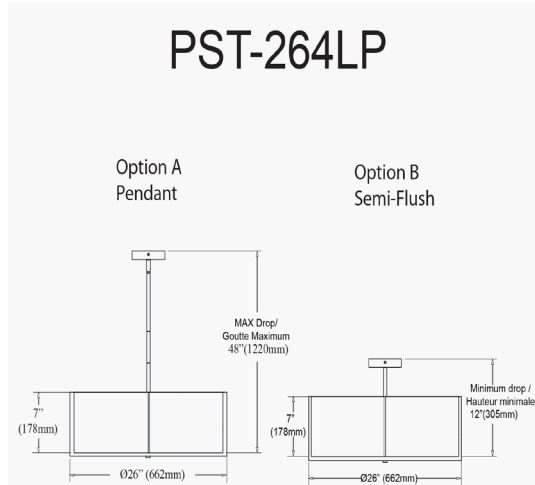 PST-264LP
Option A
Pendant
Option B
Semi-Flush
MAX Drop/
Goutte Maximum
48"(1220mm)
7"
(178mm)
Ø26" (662mm)
Minimum drop /
Hauteur minimale
12"(305mm)
7"
(178mm)
Ø26" (662mm)